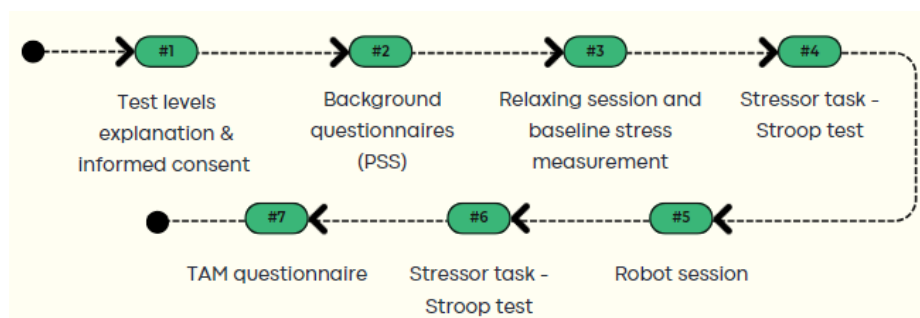 #1
#2
#3
#4
Test levels
explanation &
informed consent
Background
questionnaires
(PSS)
Relaxing session and
baseline stress
measurement
Stressor task -
Stroop test
#7
#6
#5
TAM questionnaire
Stressor task -
Stroop test
Robot session